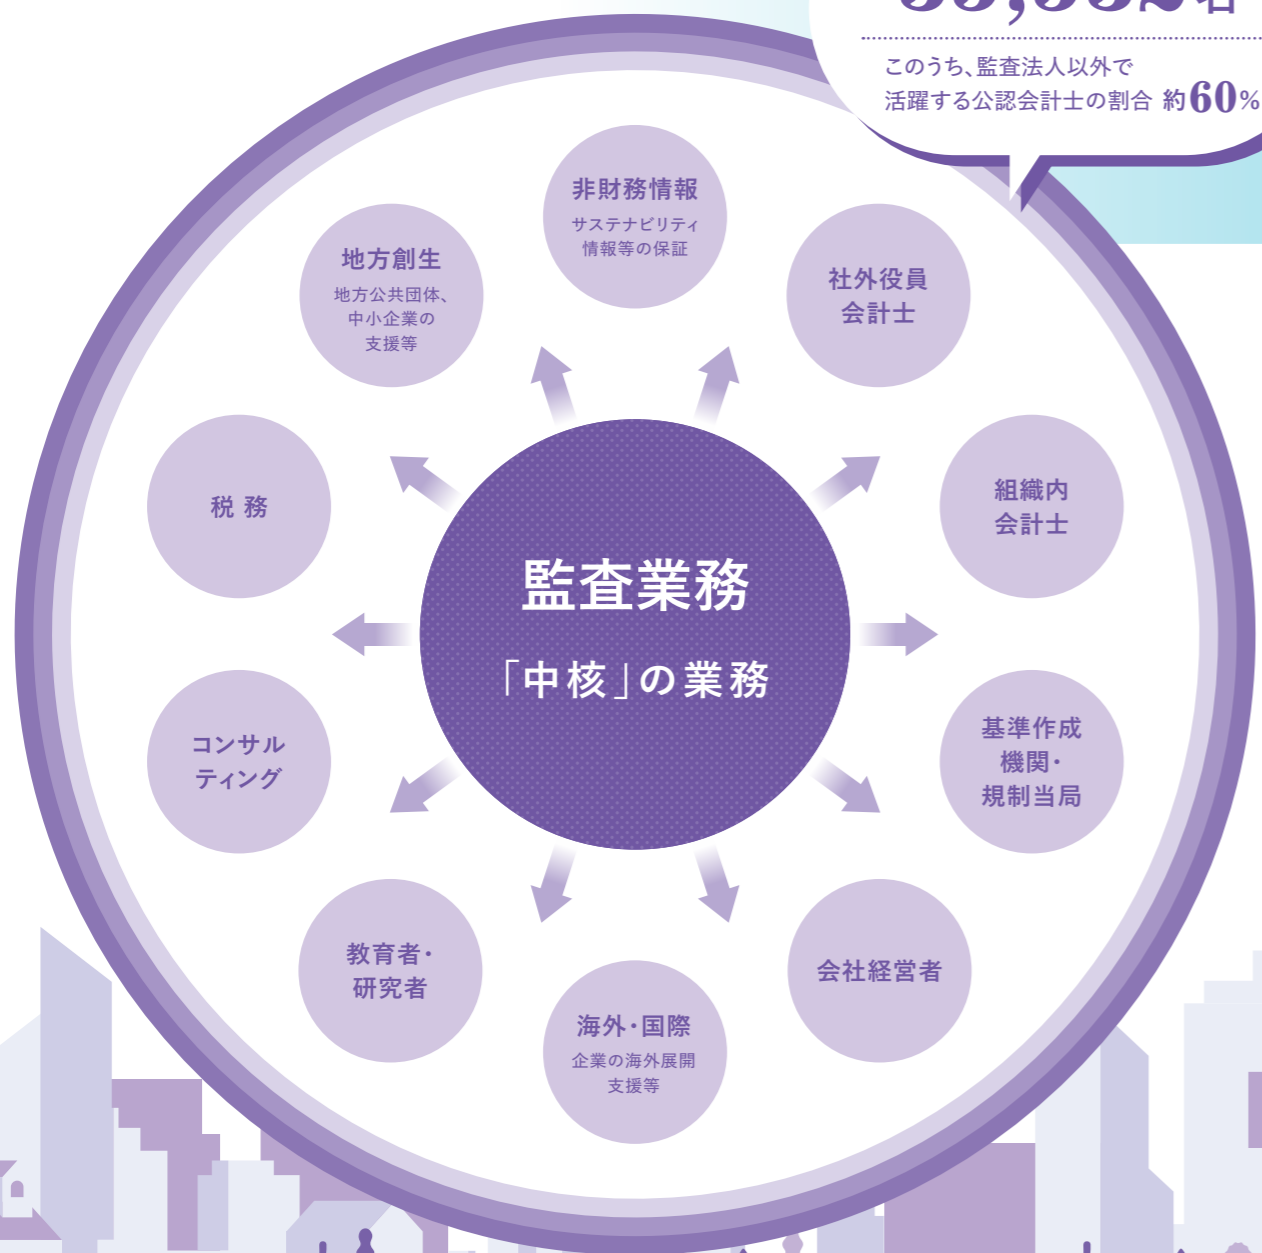 名
このうち、監査法人以外で
活躍する公認会計士の割合 約60%
非財務情報
サステナビリティ
情報等の保証
地方創生
地方公共団体、
中小企業の
支援等
社外役員
会計士
税務
組織内
会計士
監査業務
「中核」の業務
コンサル
ティング
基準作成
機関・
規制当局
教育者・
研究者
会社経営者
海外・国際
企業の海外展開
支援等